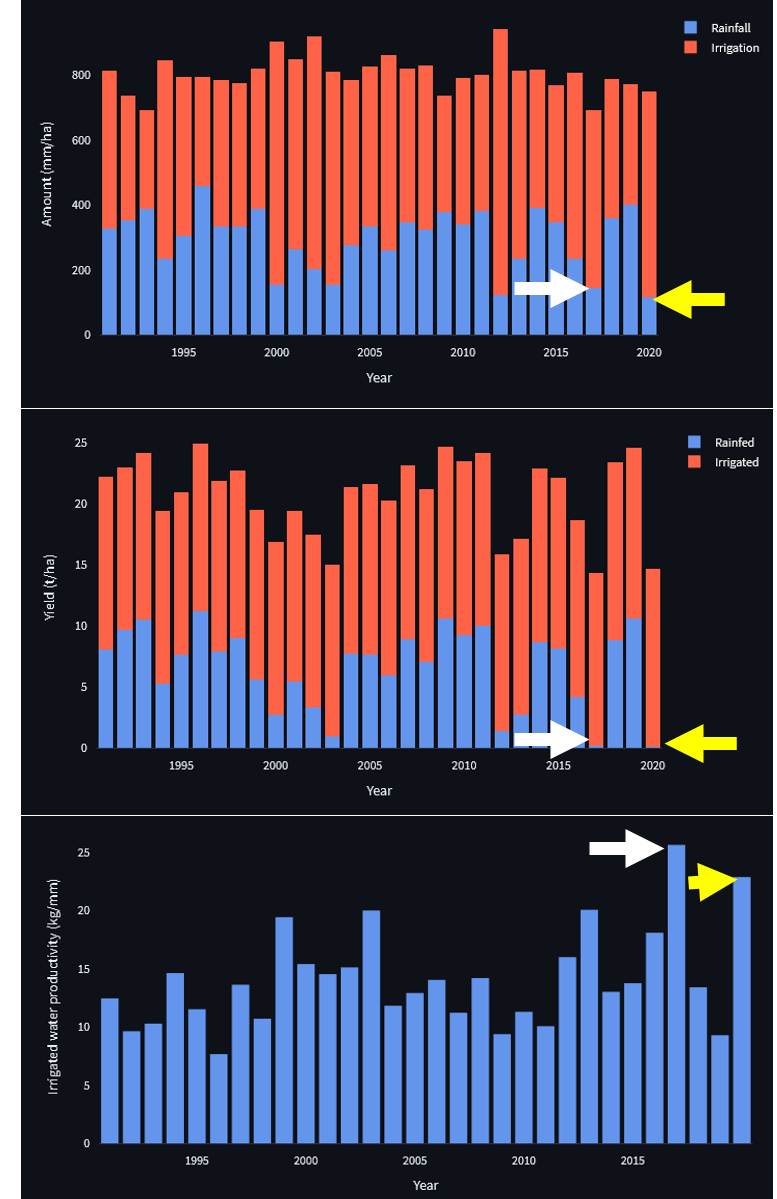 Rainfall
Irrigation
800
600
400
200
0
Amount (mm/ha)
1995 2000 2005 2010 2015 2020
Year
Rainfed
Irrigated
25
20
15
10
5
0
Yield (t/ha)
1995 2000 2005 2010 2015 2020
Year
25
20
15
10
5
0
Irrigated water productivity (kg/mm)
1995 2000 2005 2010 2015
Year